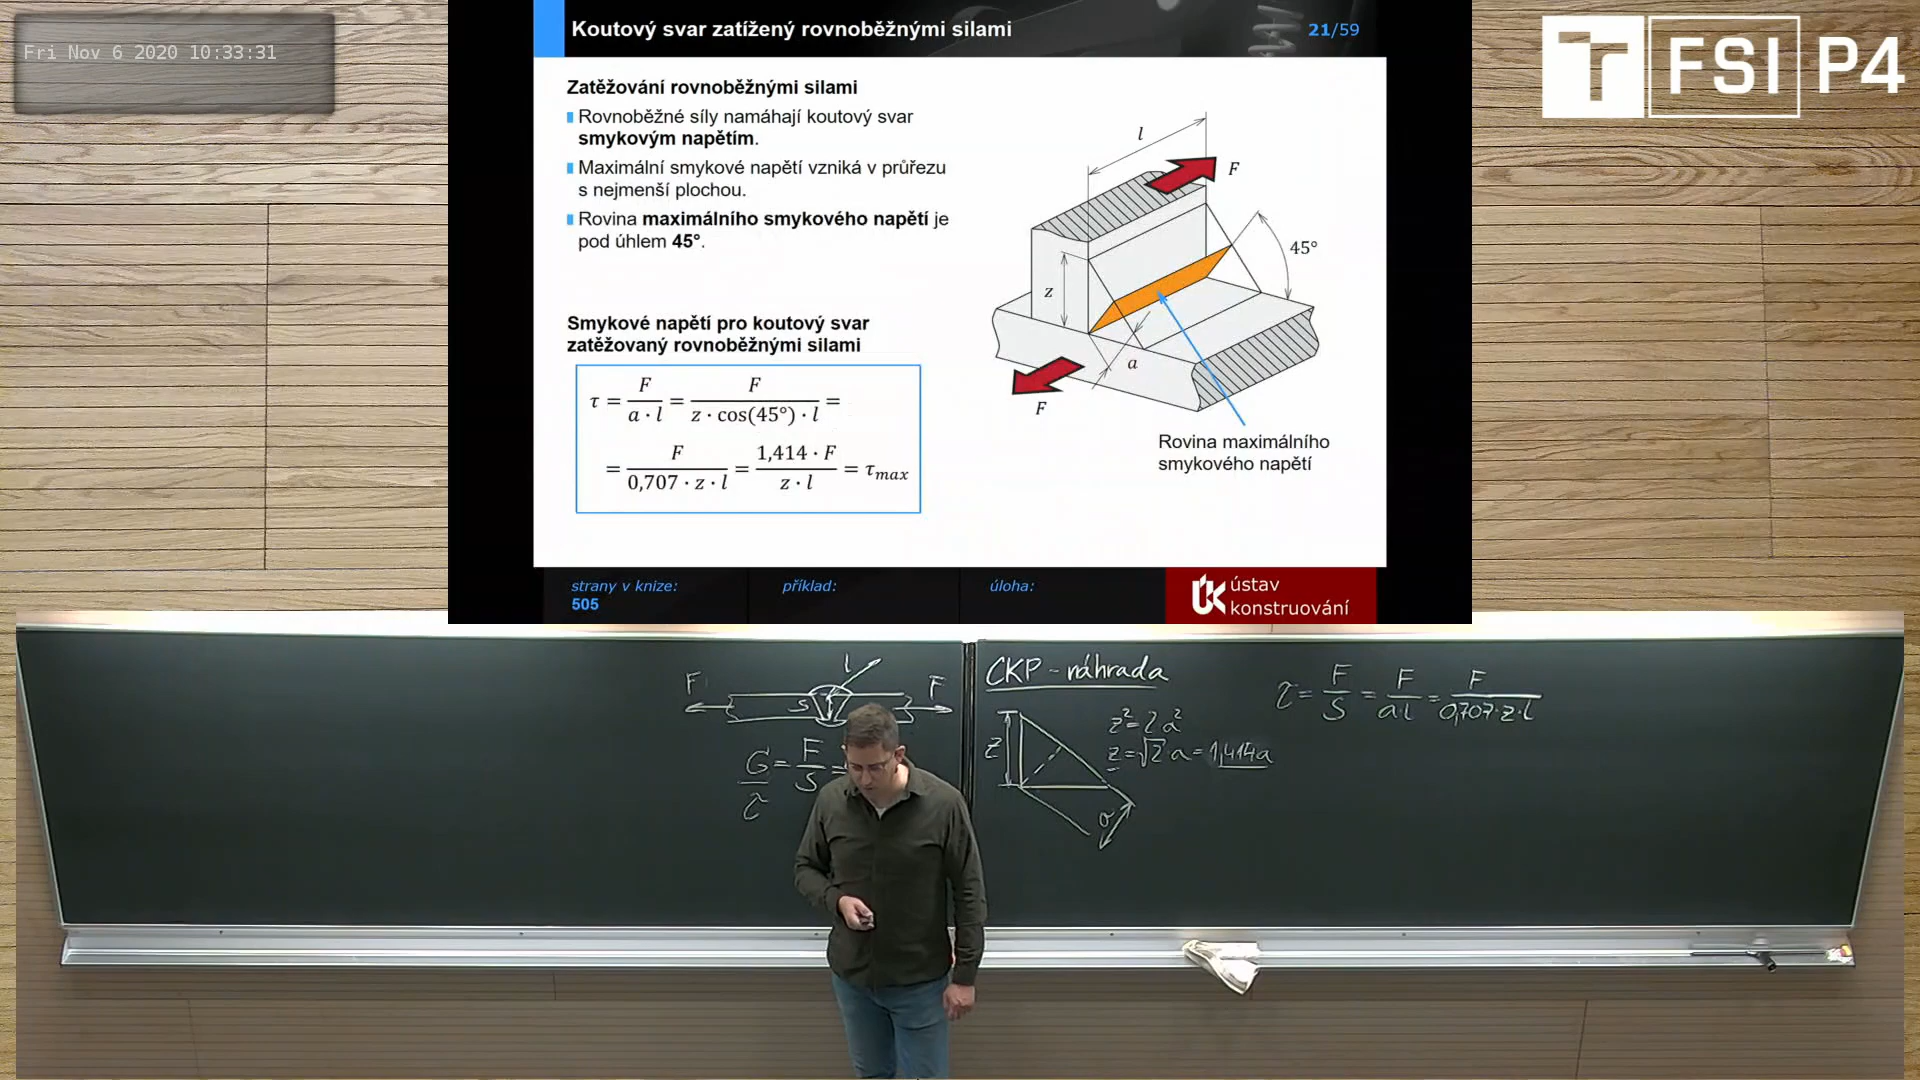 Fri Nov 6 2020 10:33:31
Koutový svar zatížený rovnoběžnými silami
21/59
FSI P4
Zatěžování rovnoběžnými silami
Rovnoběžné síly namáhají koutový svar
smykovým napětím.
Maximální smykové napětí vzniká v průřezu
s nejmenší plochou.
Rovina maximálního smykového napětí je
pod úhlem 45°.
l
F
45°
z
a
F
Rovina maximálního
smykového napětí
Smykové napětí pro koutový svar
zatěžovaný rovnoběžnými silami
τ = F / (a · l) = F / (z · cos(45°) · l) =
= F / (0,707 · z · l) = (1,414 · F) / (z · l) = τmax
strany v knize:
505
příklad:
úloha:
ústav
konstruování
F
l
F
s
G = F / S =
τ
CKP - náhrada
z
a
z² = 2a²
z = √2 · a = 1,414a
τ = F / S = F / (a·l) = F / (0,707·z·l)